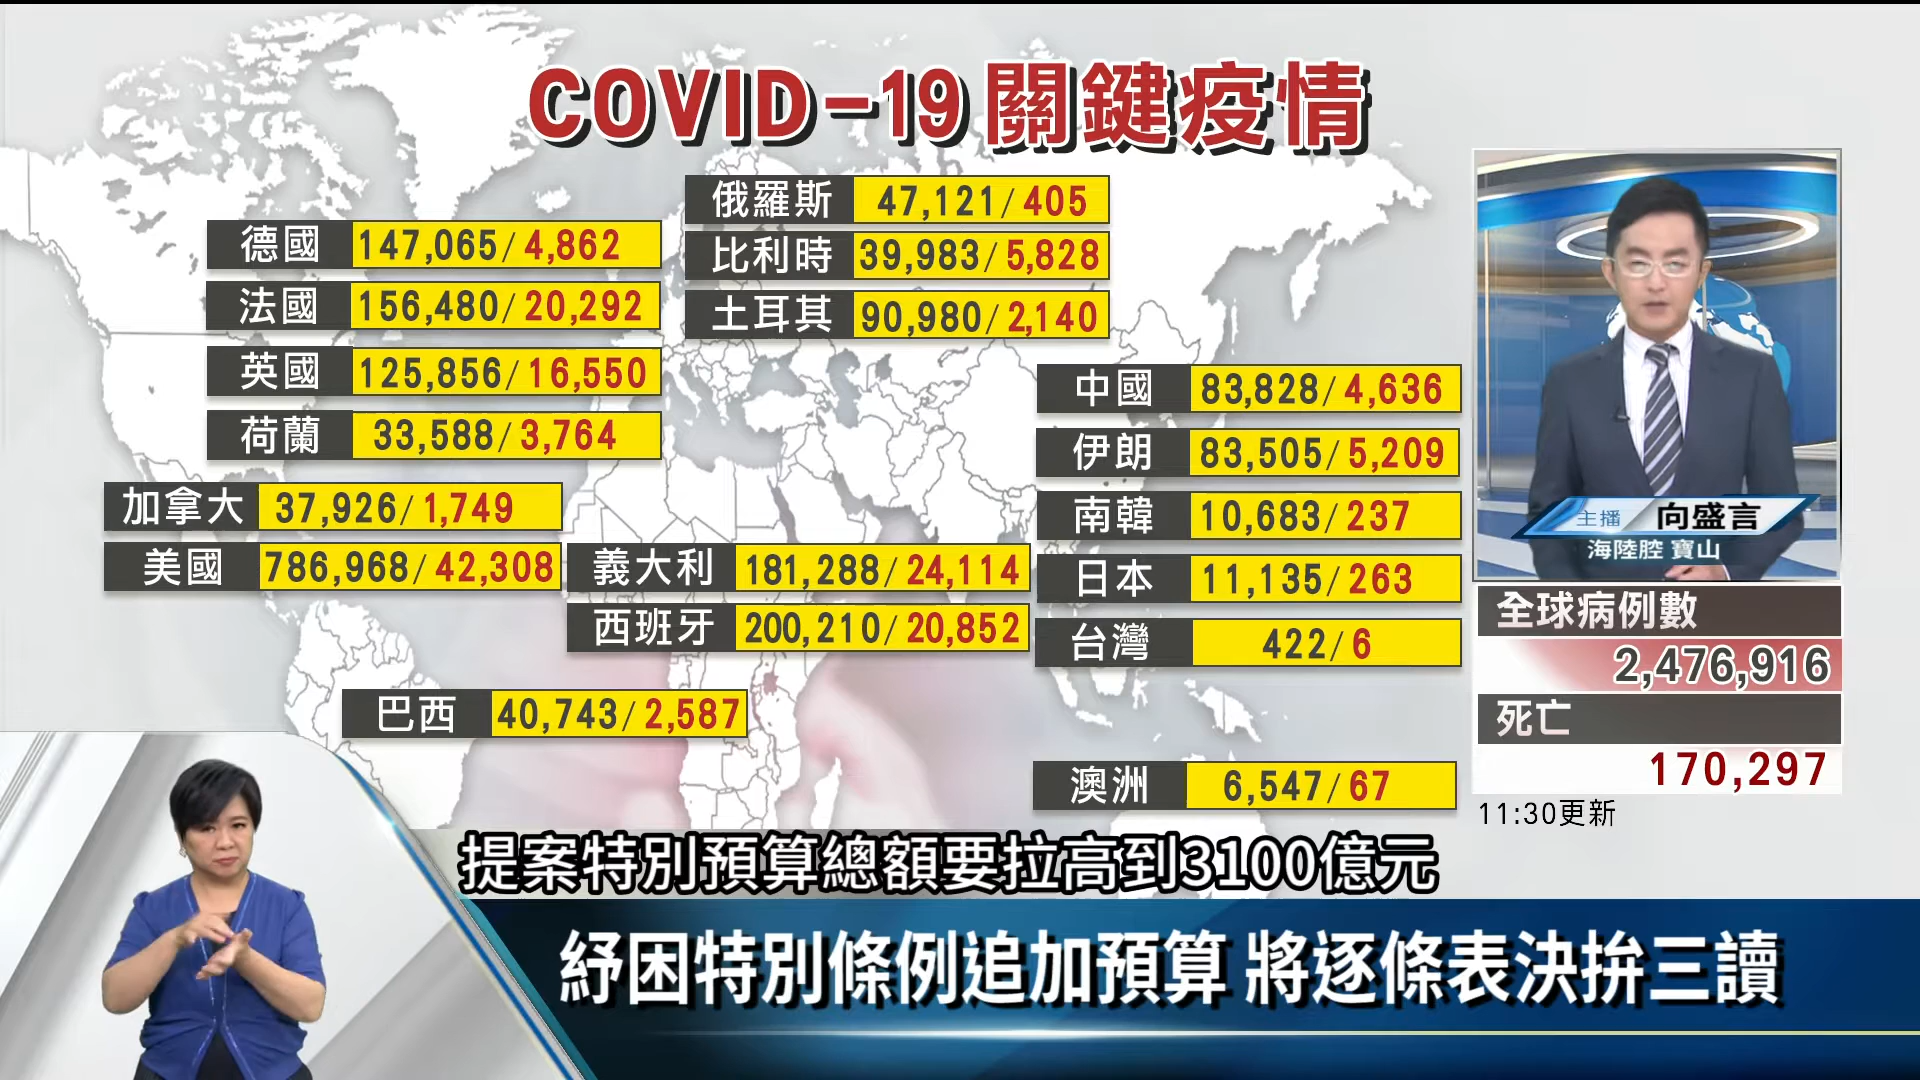 COVID-19關鍵疫情
俄羅斯 47,121/405
比利時 39,983/5,828
土耳其 90,980/2,140
德國 147,065/4,862
法國 156,480/20,292
英國 125,856/16,550
荷蘭 33,588/3,764
加拿大 37,926/1,749
美國 786,968/42,308
義大利 181,288/24,114
西班牙 200,210/20,852
巴西 40,743/2,587
中國 83,828/4,636
伊朗 83,505/5,209
南韓 10,683/237
日本 11,135/263
台灣 422/6
澳洲 6,547/67
主播 向盛言
海陸腔 寶山
全球病例數
2,476,916
死亡
170,297
11:30更新
提案特別預算總額要拉高到3100億元
紓困特別條例追加預算 將逐條表決拚三讀